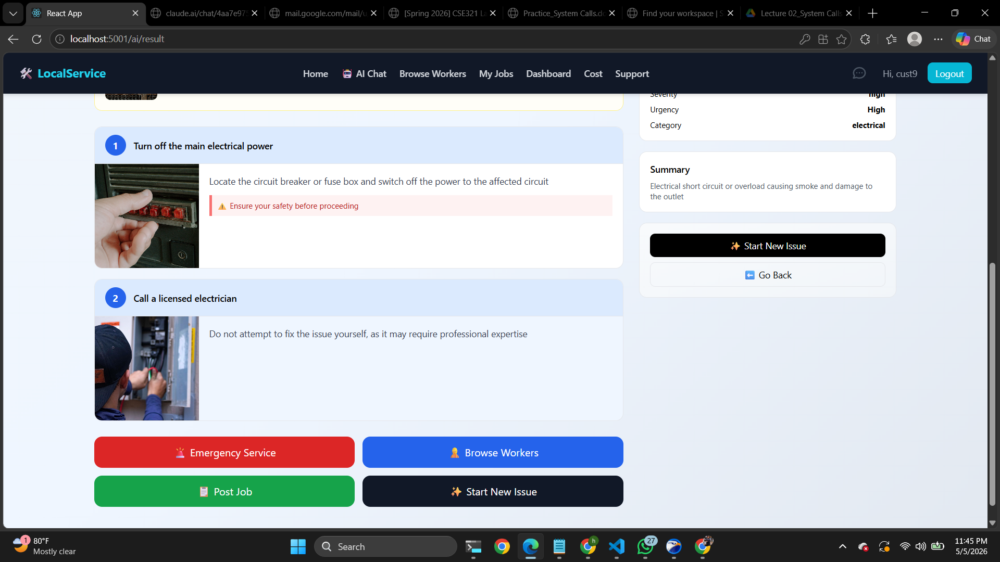 React App
claude.ai/chat/4aa7e97
mail.google.com/mail/u
[Spring 2026] CSE321 La
Practice_System Calls.do
Find your workspace | S
Lecture 02_System Calls
localhost:5001/ai/result
Chat
LocalService
Home
AI Chat
Browse Workers
My Jobs
Dashboard
Cost
Support
Hi, cust9
Logout
1
Turn off the main electrical power
Locate the circuit breaker or fuse box and switch off the power to the affected circuit
Ensure your safety before proceeding
2
Call a licensed electrician
Do not attempt to fix the issue yourself, as it may require professional expertise
Emergency Service
Browse Workers
Post Job
Start New Issue
Severity
high
Urgency
High
Category
electrical
Summary
Electrical short circuit or overload causing smoke and damage to
the outlet
Start New Issue
Go Back
1
80°F
Mostly clear
Search
h
27
11:45 PM
5/5/2026